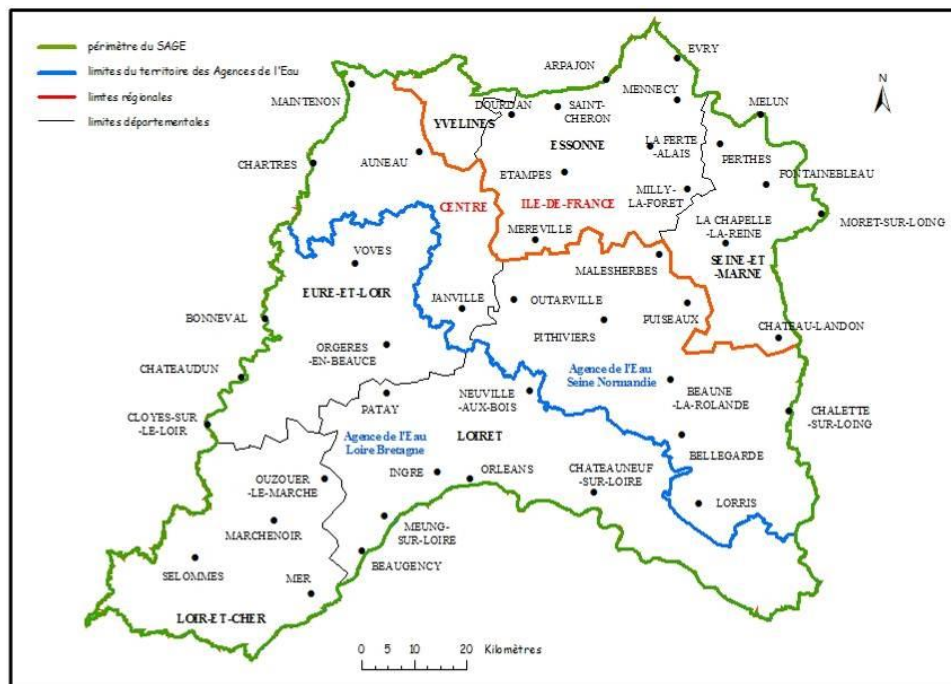 périmètre du SAGE
limites du territoire des Agences de l'Eau
limtes régionales
limites départementales
N
EVRY
ARPAJON
MAINTENON
MENNECY
DOURDAN
SAINT-
CHERON
MELUN
YVELINES
ESSONNE
LA FERTE
-ALAIS
PERTHES
CHARTRES
AUNEAU
ETAMPES
FONTAINEBLEAU
MILLY-
LA-FORET
CENTRE
ILE-DE-FRANCE
LA CHAPELLE
-LA-REINE
MORET-SUR-LOING
MEREVILLE
VOVES
MALESHERBES
SEINE-ET
-MARNE
EURE-ET-LOIR
JANVILLE
OUTARVILLE
PUISEAUX
BONNEVAL
PITHIVIERS
CHATEAU-LANDON
ORGERES
-EN-BEAUCE
CHATEAUDUN
Agence de l'Eau
Seine Normandie
NEUVILLE
-AUX-BOIS
BEAUNE
-LA-ROLANDE
PATAY
CLOYES-SUR
-LE-LOIR
CHALETTE
-SUR-LOING
Agence de l'Eau
Loire Bretagne
LOIRET
BELLEGARDE
OUZOUER
-LE-MARCHE
INGRE
ORLEANS
CHATEAUNEUF
-SUR-LOIRE
LORRIS
MARCHENOIR
MEUNG-
SUR-LOIRE
SELOMMES
BEAUGENCY
MER
LOIR-ET-CHER
0 5 10 20 Kilomètres